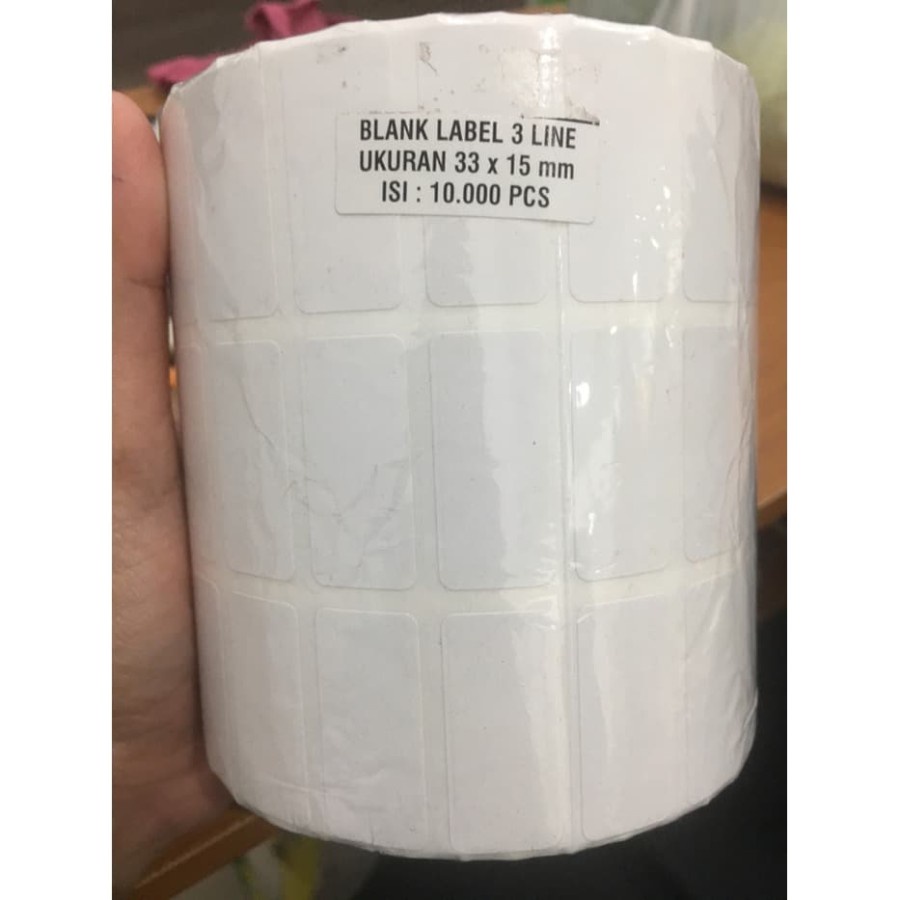 BLANK LABEL 3 LINE
UKURAN 33 x 15 mm
ISI : 10.000 PCS